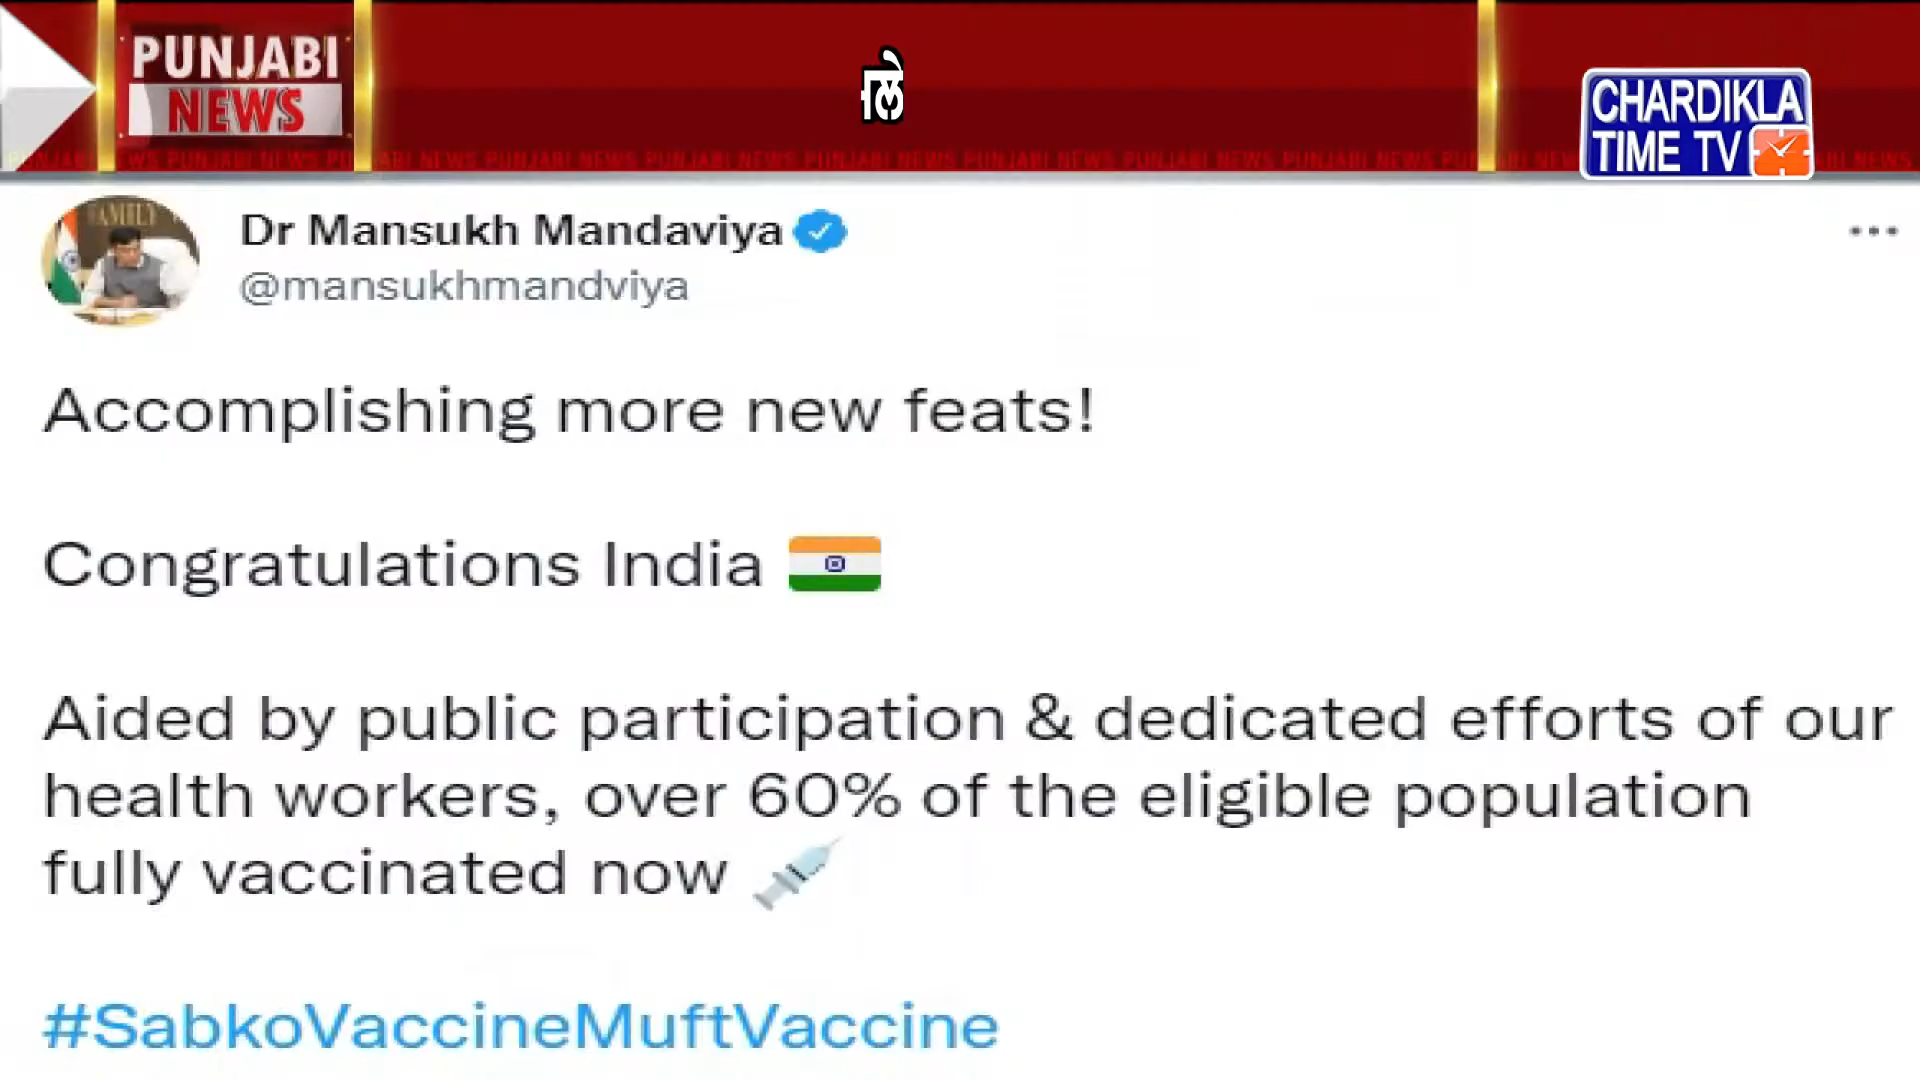 PUNJABI
NEWS
CHARDIKLA
TIME TV
Dr Mansukh Mandaviya
@mansukhmandviya
Accomplishing more new feats!
Congratulations India 🇮🇳
Aided by public participation & dedicated efforts of our
health workers, over 60% of the eligible population
fully vaccinated now 💉
#SabkoVaccineMuftVaccine